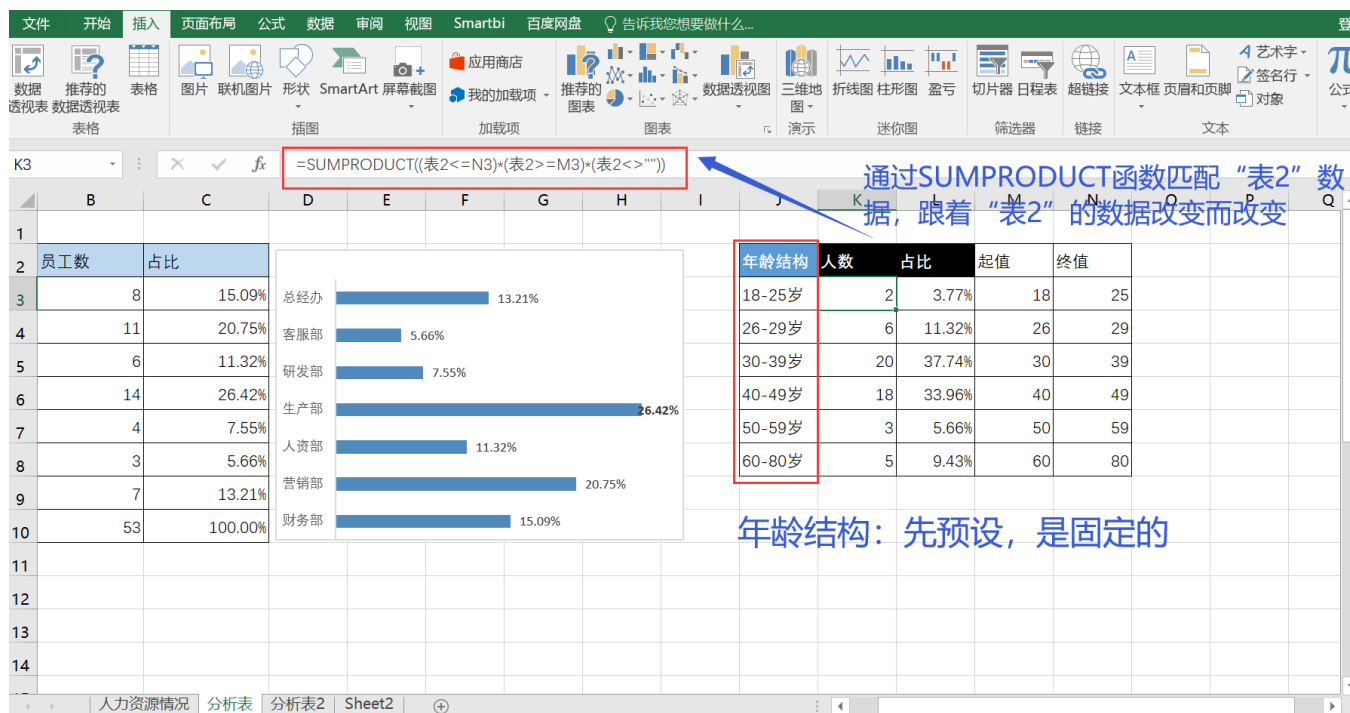 文件 开始 插入 页面布局 公式 数据 审阅 视图 Smartbi 百度网盘 告诉我您想要做什么... 登
数据 推荐的 表格 图片 联机图片 形状 SmartArt 屏幕截图 应用商店 推荐的 数据透视图 三维地 折线图 柱形图 盈亏 切片器 日程表 超链接 文本框 页眉和页脚 艺术字 公式
透视表 数据透视表 我的加载项 图表 图 签名行
对象
表格 插图 加载项 图表 演示 迷你图 筛选器 链接 文本
K3 fx =SUMPRODUCT((表2<=N3)*(表2>=M3)*(表2<>""))
通过SUMPRODUCT函数匹配“表2”数
据，跟着“表2”的数据改变而改变
B C D E F G H I J K L M N O P Q
1
2 员工数 占比 年龄结构 人数 占比 起值 终值
3 8 15.09% 18-25岁 2 3.77% 18 25
4 11 20.75% 26-29岁 6 11.32% 26 29
5 6 11.32% 30-39岁 20 37.74% 30 39
6 14 26.42% 40-49岁 18 33.96% 40 49
7 4 7.55% 50-59岁 3 5.66% 50 59
8 3 5.66% 60-80岁 5 9.43% 60 80
9 7 13.21%
10 53 100.00%
总经办 13.21%
客服部 5.66%
研发部 7.55%
生产部 26.42%
人资部 11.32%
营销部 20.75%
财务部 15.09%
年龄结构：先预设，是固定的
11
12
13
14
人力资源情况 分析表 分析表2 Sheet2